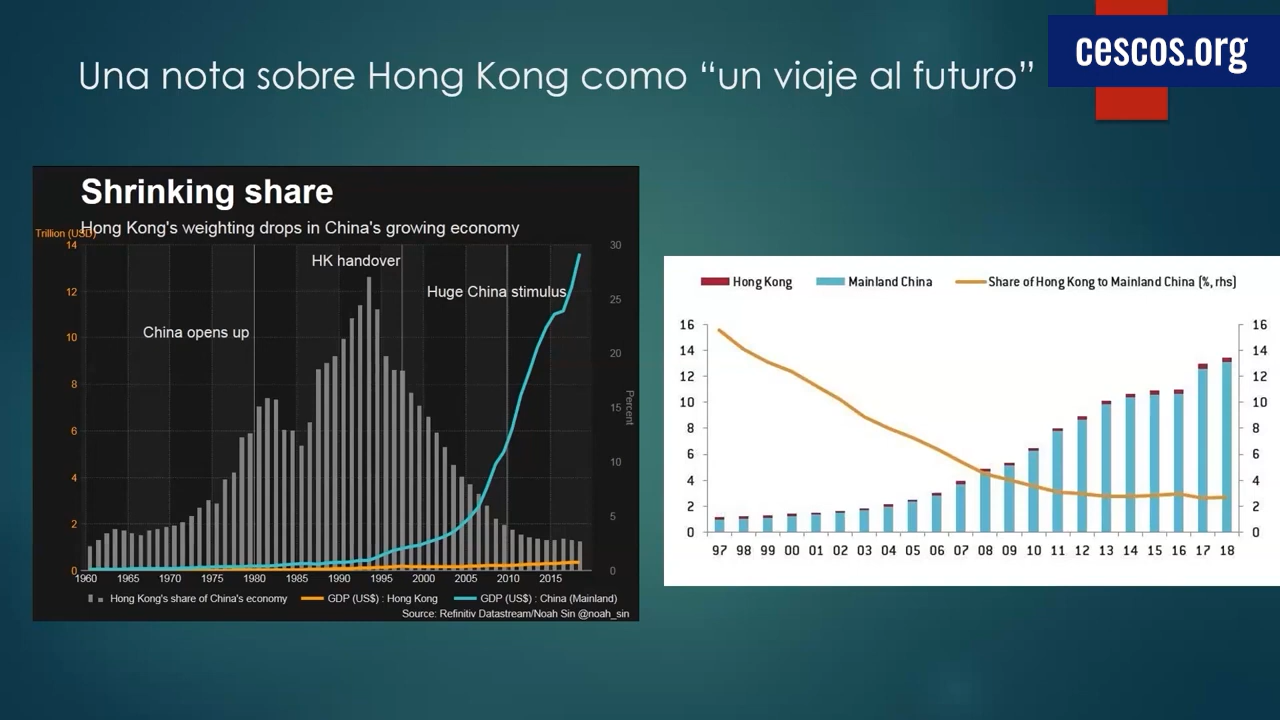 cescos.org
Una nota sobre Hong Kong como “un viaje al futuro”
Shrinking share
Hong Kong's weighting drops in China's growing economy
Trillion (USD)
14
12
10
8
6
4
2
0
China opens up
HK handover
Huge China stimulus
30
25
20
15
10
5
0
Percent
1960 1965 1970 1975 1980 1985 1990 1995 2000 2005 2010 2015
Hong Kong's share of China's economy GDP (US$) : Hong Kong GDP (US$) : China (Mainland)
Source: Refinitiv Datastream/Noah Sin @noah_sin
Hong Kong Mainland China Share of Hong Kong to Mainland China (%, rhs)
16 16
14 14
12 12
10 10
8 8
6 6
4 4
2 2
0 0
97 98 99 00 01 02 03 04 05 06 07 08 09 10 11 12 13 14 15 16 17 18